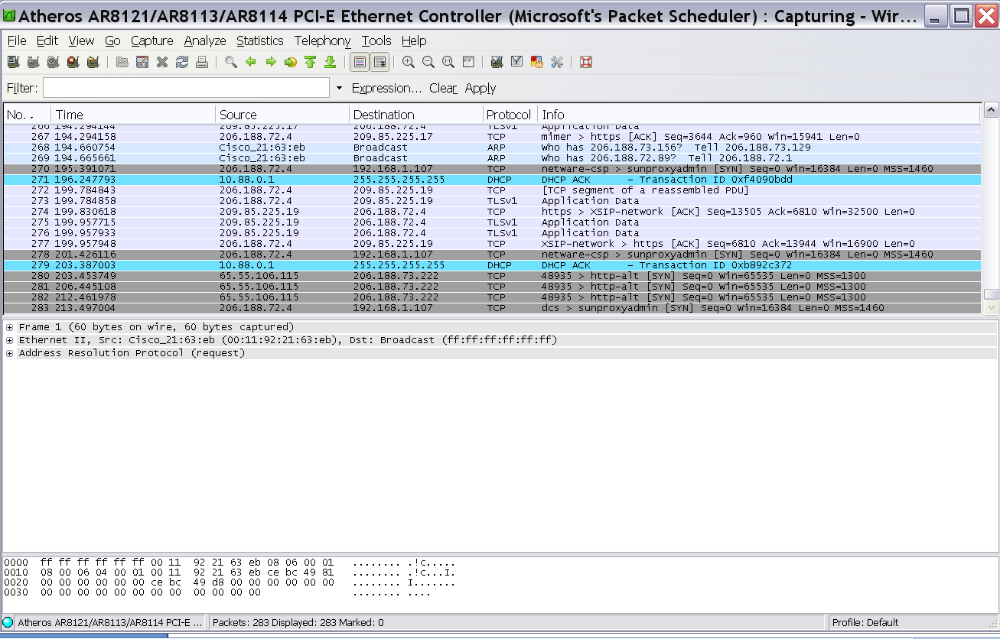 Atheros AR8121/AR8113/AR8114 PCI-E Ethernet Controller (Microsoft's Packet Scheduler) : Capturing - Wir...
File Edit View Go Capture Analyze Statistics Telephony Tools Help
Filter: Expression... Clear Apply
No. . Time Source Destination Protocol Info
266 194.294144 209.85.225.17 206.188.72.4 TLSv1 Application Data
267 194.294158 206.188.72.4 209.85.225.17 TCP mimer > https [ACK] Seq=3644 Ack=960 Win=15941 Len=0
268 194.660754 Cisco_21:63:eb Broadcast ARP who has 206.188.73.156? Tell 206.188.73.129
269 194.665661 Cisco_21:63:eb Broadcast ARP who has 206.188.72.89? Tell 206.188.72.1
270 195.391071 206.188.72.4 192.168.1.107 TCP netware-csp > sunproxyadmin [SYN] Seq=0 Win=16384 Len=0 MSS=1460
271 196.247793 10.88.0.1 255.255.255.255 DHCP DHCP ACK - Transaction ID 0xf4090bdd
272 199.784843 206.188.72.4 209.85.225.19 TCP [TCP segment of a reassembled PDU]
273 199.784858 206.188.72.4 209.85.225.19 TLSv1 Application Data
274 199.830618 209.85.225.19 206.188.72.4 TCP https > XSIP-network [ACK] Seq=13505 Ack=6810 Win=32500 Len=0
275 199.957715 209.85.225.19 206.188.72.4 TLSv1 Application Data
276 199.957933 209.85.225.19 206.188.72.4 TLSv1 Application Data
277 199.957948 206.188.72.4 209.85.225.19 TCP XSIP-network > https [ACK] Seq=6810 Ack=13944 Win=16900 Len=0
278 201.426116 206.188.72.4 192.168.1.107 TCP netware-csp > sunproxyadmin [SYN] Seq=0 Win=16384 Len=0 MSS=1460
279 203.387003 10.88.0.1 255.255.255.255 DHCP DHCP ACK - Transaction ID 0xb892c372
280 203.453749 65.55.106.115 206.188.73.222 TCP 48935 > http-alt [SYN] Seq=0 Win=65535 Len=0 MSS=1300
281 206.445108 65.55.106.115 206.188.73.222 TCP 48935 > http-alt [SYN] Seq=0 Win=65535 Len=0 MSS=1300
282 212.461978 65.55.106.115 206.188.73.222 TCP 48935 > http-alt [SYN] Seq=0 Win=65535 Len=0 MSS=1300
283 213.497004 206.188.72.4 192.168.1.107 TCP dcs > sunproxyadmin [SYN] Seq=0 Win=16384 Len=0 MSS=1460
Frame 1 (60 bytes on wire, 60 bytes captured)
Ethernet II, Src: Cisco_21:63:eb (00:11:92:21:63:eb), Dst: Broadcast (ff:ff:ff:ff:ff:ff)
Address Resolution Protocol (request)
0000 ff ff ff ff ff ff 00 11 92 21 63 eb 08 06 00 01 ........ .!c.....
0010 08 00 06 04 00 01 00 11 92 21 63 eb ce bc 49 81 ........ .!c...I.
0020 00 00 00 00 00 00 ce bc 49 d8 00 00 00 00 00 00 ........ I.......
0030 00 00 00 00 00 00 00 00 00 00 00 00 ........ ....
Atheros AR8121/AR8113/AR8114 PCI-E ... Packets: 283 Displayed: 283 Marked: 0 Profile: Default